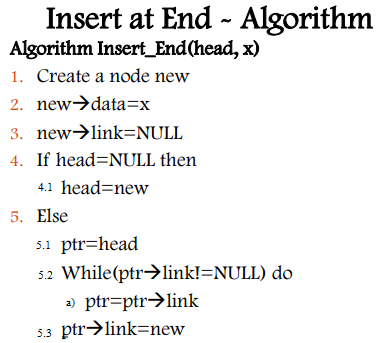 Insert at End ~ Algorithm
Algorithm Insert_End(head, x)
1. Create a node new
2. new→data=x
3. new→link=NULL
4. If head=NULL then
4.1 head=new
5. Else
5.1 ptr=head
5.2 While(ptr→link!=NULL) do
a) ptr=ptr→link
5.3 ptr→link=new